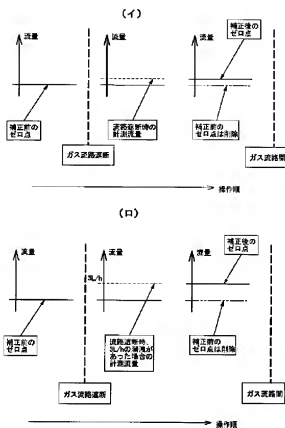 (イ)
流量
流量
流量
補正後の
ゼロ点
補正前の
ゼロ点
流路遮断時の
計測流量
補正前の
ゼロ点は削除
ガス流路遮断
ガス流路開
操作順
(ロ)
流量
流量
流量
3L/h
補正後の
ゼロ点
補正前の
ゼロ点
流路遮断時、
3L/hの漏洩が
あった場合の
計測流量
補正前の
ゼロ点は削除
ガス流路遮断
ガス流路開
操作順